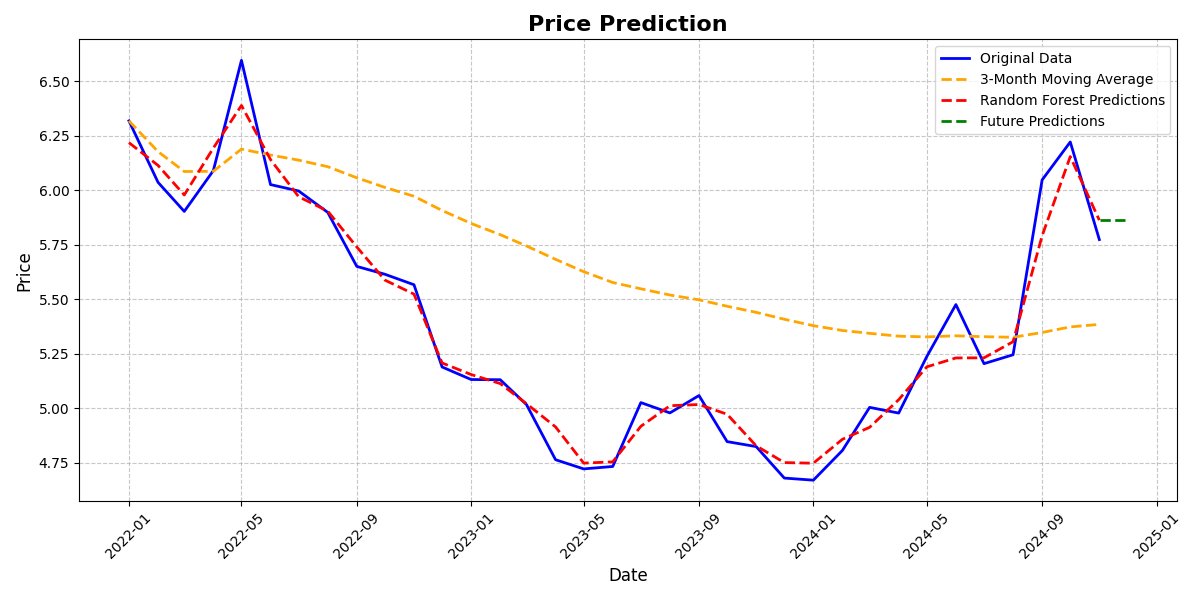 Price Prediction
Original Data
3-Month Moving Average
Random Forest Predictions
Future Predictions
Price
6.50
6.25
6.00
5.75
5.50
5.25
5.00
4.75
2022-01
2022-05
2022-09
2023-01
2023-05
2023-09
2024-01
2024-05
2024-09
2025-01
Date